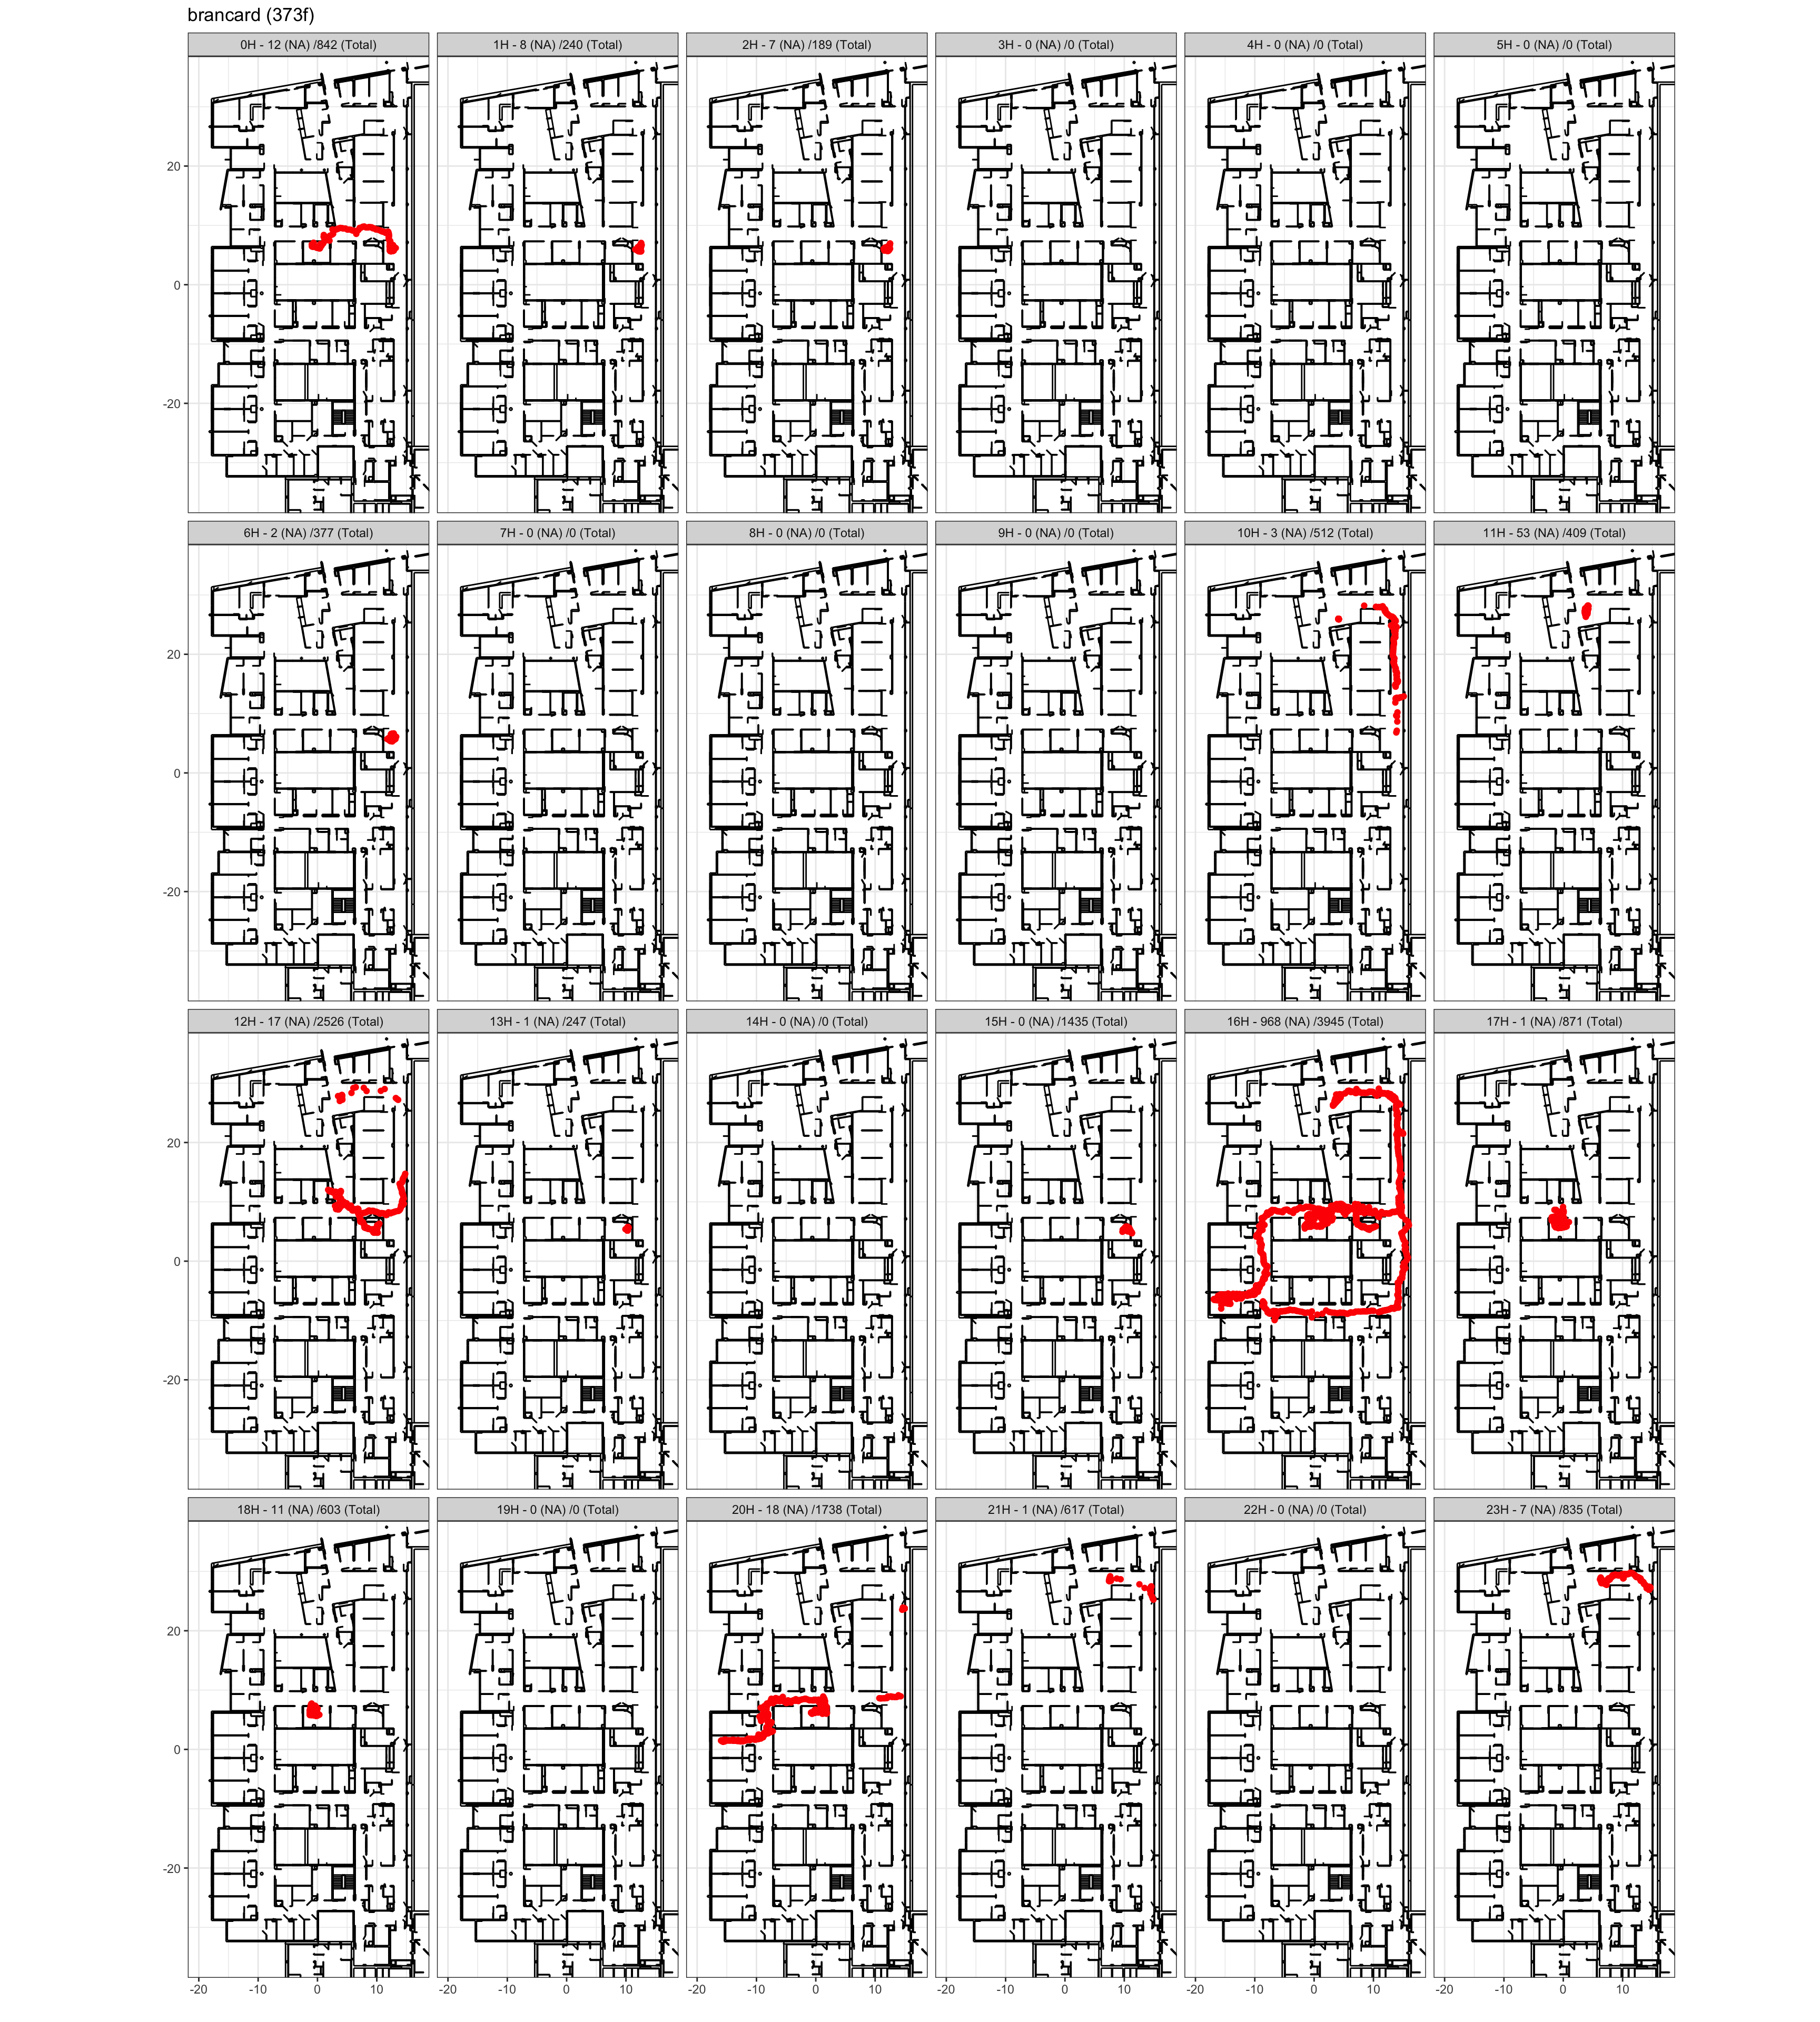 brancard (373f)
0H - 12 (NA) /842 (Total) 1H - 8 (NA) /240 (Total) 2H - 7 (NA) /189 (Total) 3H - 0 (NA) /0 (Total) 4H - 0 (NA) /0 (Total) 5H - 0 (NA) /0 (Total)
20
0
-20
6H - 2 (NA) /377 (Total) 7H - 0 (NA) /0 (Total) 8H - 0 (NA) /0 (Total) 9H - 0 (NA) /0 (Total) 10H - 3 (NA) /512 (Total) 11H - 53 (NA) /409 (Total)
20
0
-20
12H - 17 (NA) /2526 (Total) 13H - 1 (NA) /247 (Total) 14H - 0 (NA) /0 (Total) 15H - 0 (NA) /1435 (Total) 16H - 968 (NA) /3945 (Total) 17H - 1 (NA) /871 (Total)
20
0
-20
18H - 11 (NA) /603 (Total) 19H - 0 (NA) /0 (Total) 20H - 18 (NA) /1738 (Total) 21H - 1 (NA) /617 (Total) 22H - 0 (NA) /0 (Total) 23H - 7 (NA) /835 (Total)
20
0
-20
-20 -10 0 10 -20 -10 0 10 -20 -10 0 10 -20 -10 0 10 -20 -10 0 10 -20 -10 0 10